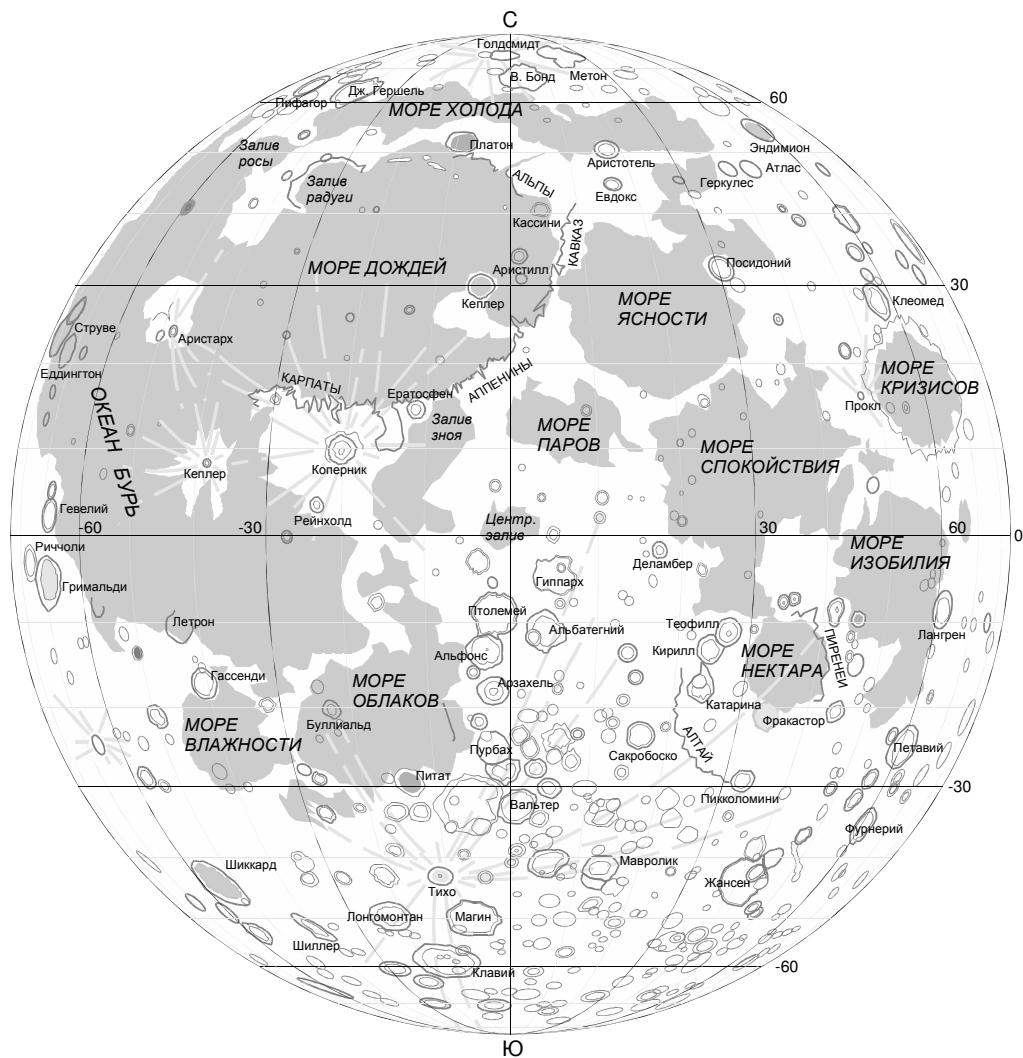 С
Голдсмидт
В. Бонд
Метон
Дж. Гершель
Пифагор
МОРЕ ХОЛОДА
60
Залив
росы
Платон
Эндимион
Аристотель
Атлас
Геркулес
Залив
радуги
АЛЬПЫ
Евдокс
Кассини
КАВКАЗ
МОРЕ ДОЖДЕЙ
Аристилл
Посидоний
30
Кеплер
МОРЕ
ЯСНОСТИ
Клеомед
Струве
Аристарх
Еддингтон
МОРЕ
КРИЗИСОВ
КАРПАТЫ
АППЕНИНЫ
Ератосфен
Прокл
ОКЕАН БУРЬ
Залив
зноя
МОРЕ
ПАРОВ
МОРЕ
СПОКОЙСТВИЯ
Кеплер
Коперник
Гевелий
Рейнхолд
Центр.
залив
-60
-30
30
60
0
Риччоли
МОРЕ
ИЗОБИЛИЯ
Деламбер
Гримальди
Гиппарх
Птолемей
Летрон
Альбатегний
Теофилл
Лангрен
Альфонс
Кирилл
МОРЕ
НЕКТАРА
ПИРЕНЕИ
Гассенди
МОРЕ
ОБЛАКОВ
Арзахель
Катарина
Фракастор
МОРЕ
ВЛАЖНОСТИ
Буллиальд
АЛТАЙ
Пурбах
Сакробоско
Петавий
Питат
-30
Вальтер
Пикколомини
Фурнерий
Шиккард
Мавролик
Тихо
Жансен
Лонгомонтан
Магин
Шиллер
Клавий
-60
Ю